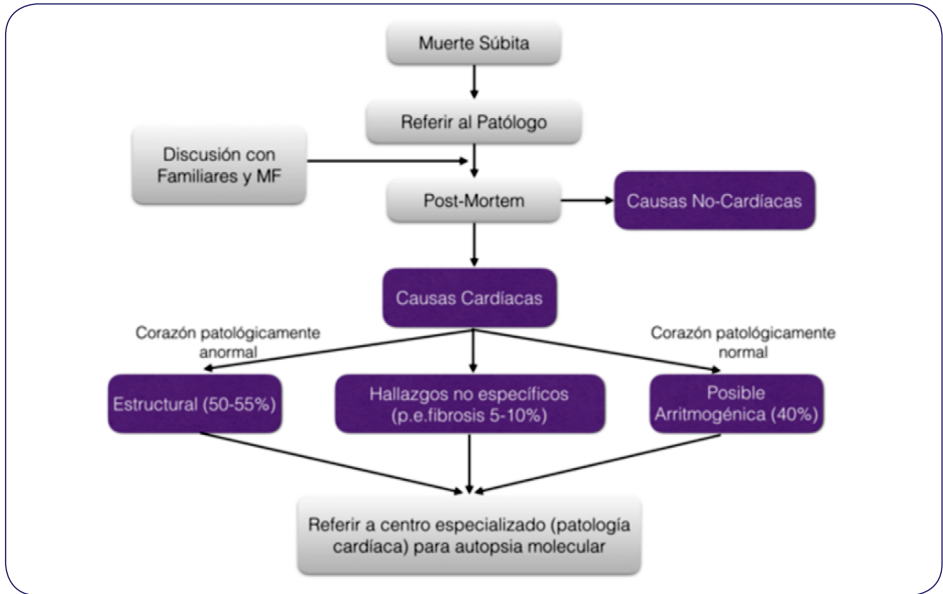 Muerte Súbita
Referir al Patólogo
Discusión con
Familiares y MF
Post-Mortem
Causas No-Cardíacas
Causas Cardíacas
Corazón patológicamente
anormal
Corazón patológicamente
normal
Estructural (50-55%)
Hallazgos no específicos
(p.e.fibrosis 5-10%)
Posible
Arritmogénica (40%)
Referir a centro especializado (patología
cardíaca) para autopsia molecular